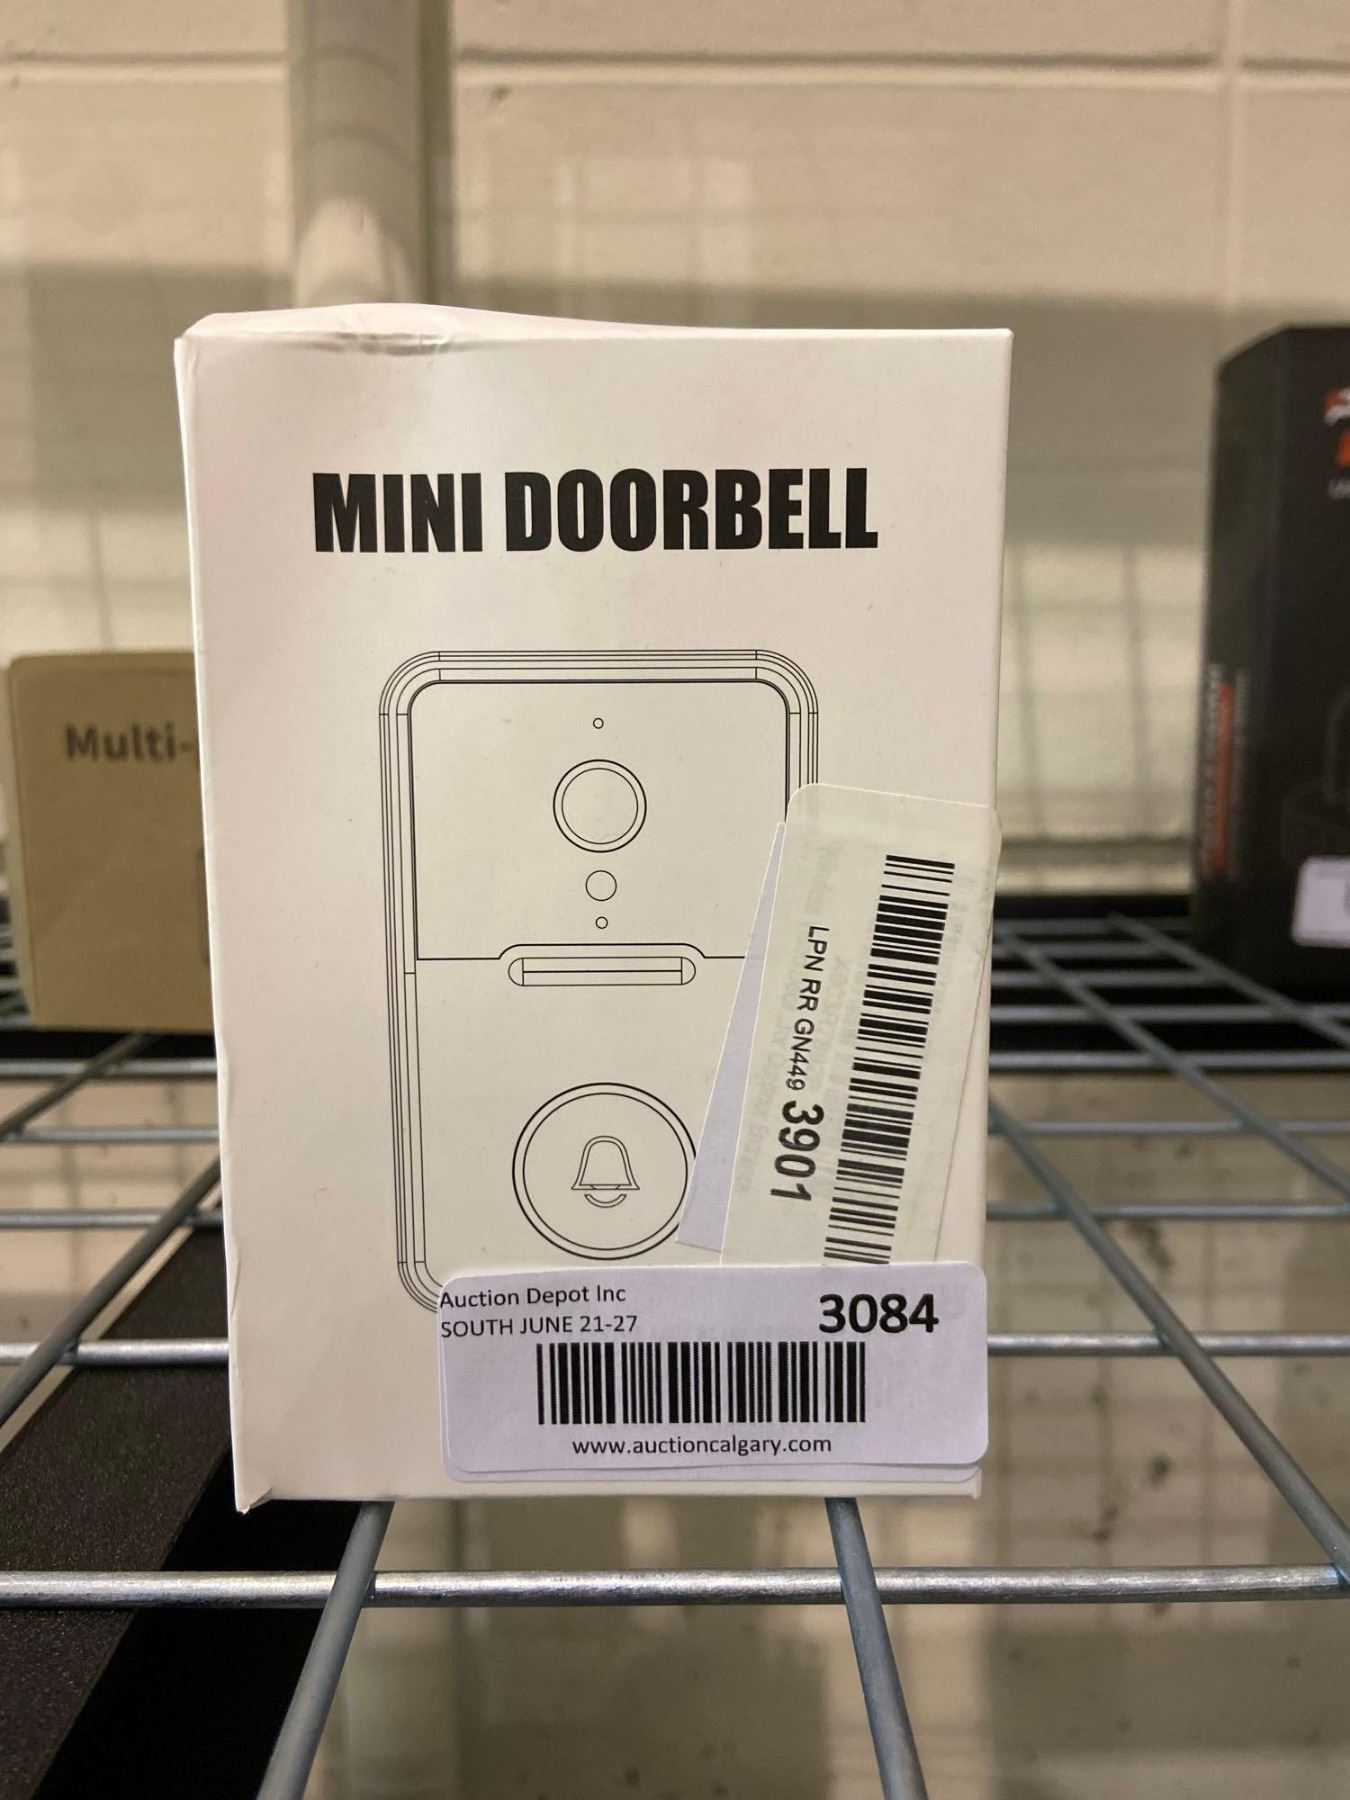 MINI DOORBELL
Multi-
LPN RR GN449 3901
Auction Depot Inc
SOUTH JUNE 21-27
3084
www.auctioncalgary.com